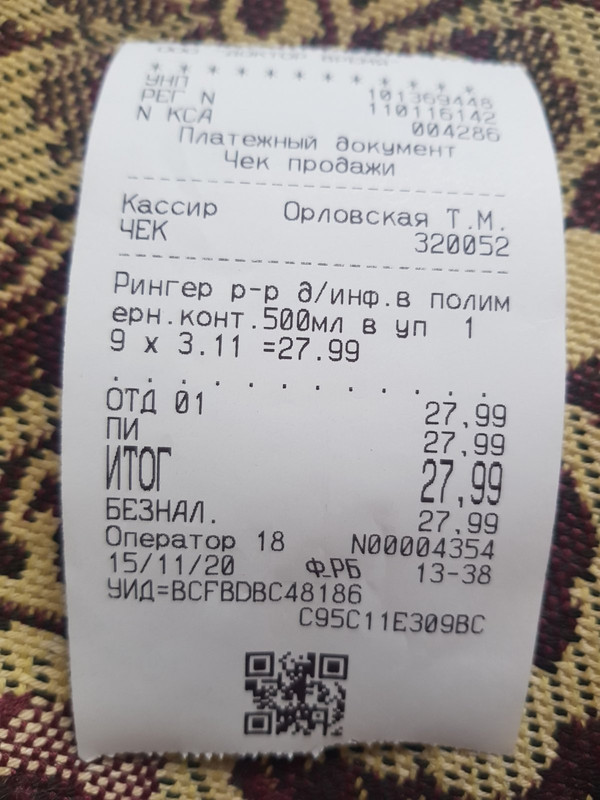 * * * * * * * * * * * *
УНП 101369448
РЕГ N 110116142
N КСА 004286
Платежный документ
Чек продажи
Кассир Орловская Т.М.
ЧЕК 320052
Рингер р-р д/инф.в полим
ерн.конт.500мл в уп 1
9 x 3.11 =27.99
. . . . . . . . . . . .
ОТД 01 27,99
ПИ 27,99
ИТОГ 27,99
БЕЗНАЛ. 27,99
Оператор 18 N00004354
15/11/20 Ф.РБ 13-38
УИД=BCFBDBC48186
C95C11E309BC